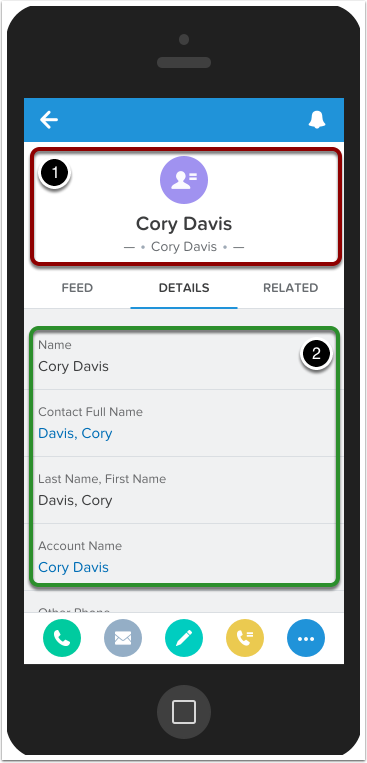 1
Cory Davis
— • Cory Davis • —
FEED DETAILS RELATED
2
Name
Cory Davis
Contact Full Name
Davis, Cory
Last Name, First Name
Davis, Cory
Account Name
Cory Davis
Other Phone